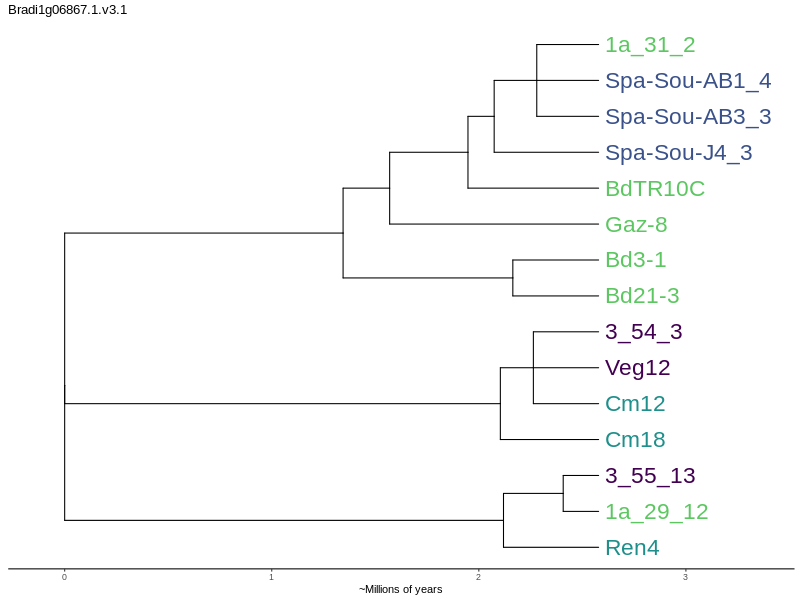 Bradi1g06867.1.v3.1
1a_31_2
Spa-Sou-AB1_4
Spa-Sou-AB3_3
Spa-Sou-J4_3
BdTR10C
Gaz-8
Bd3-1
Bd21-3
3_54_3
Veg12
Cm12
Cm18
3_55_13
1a_29_12
Ren4
0 1 2 3
~Millions of years